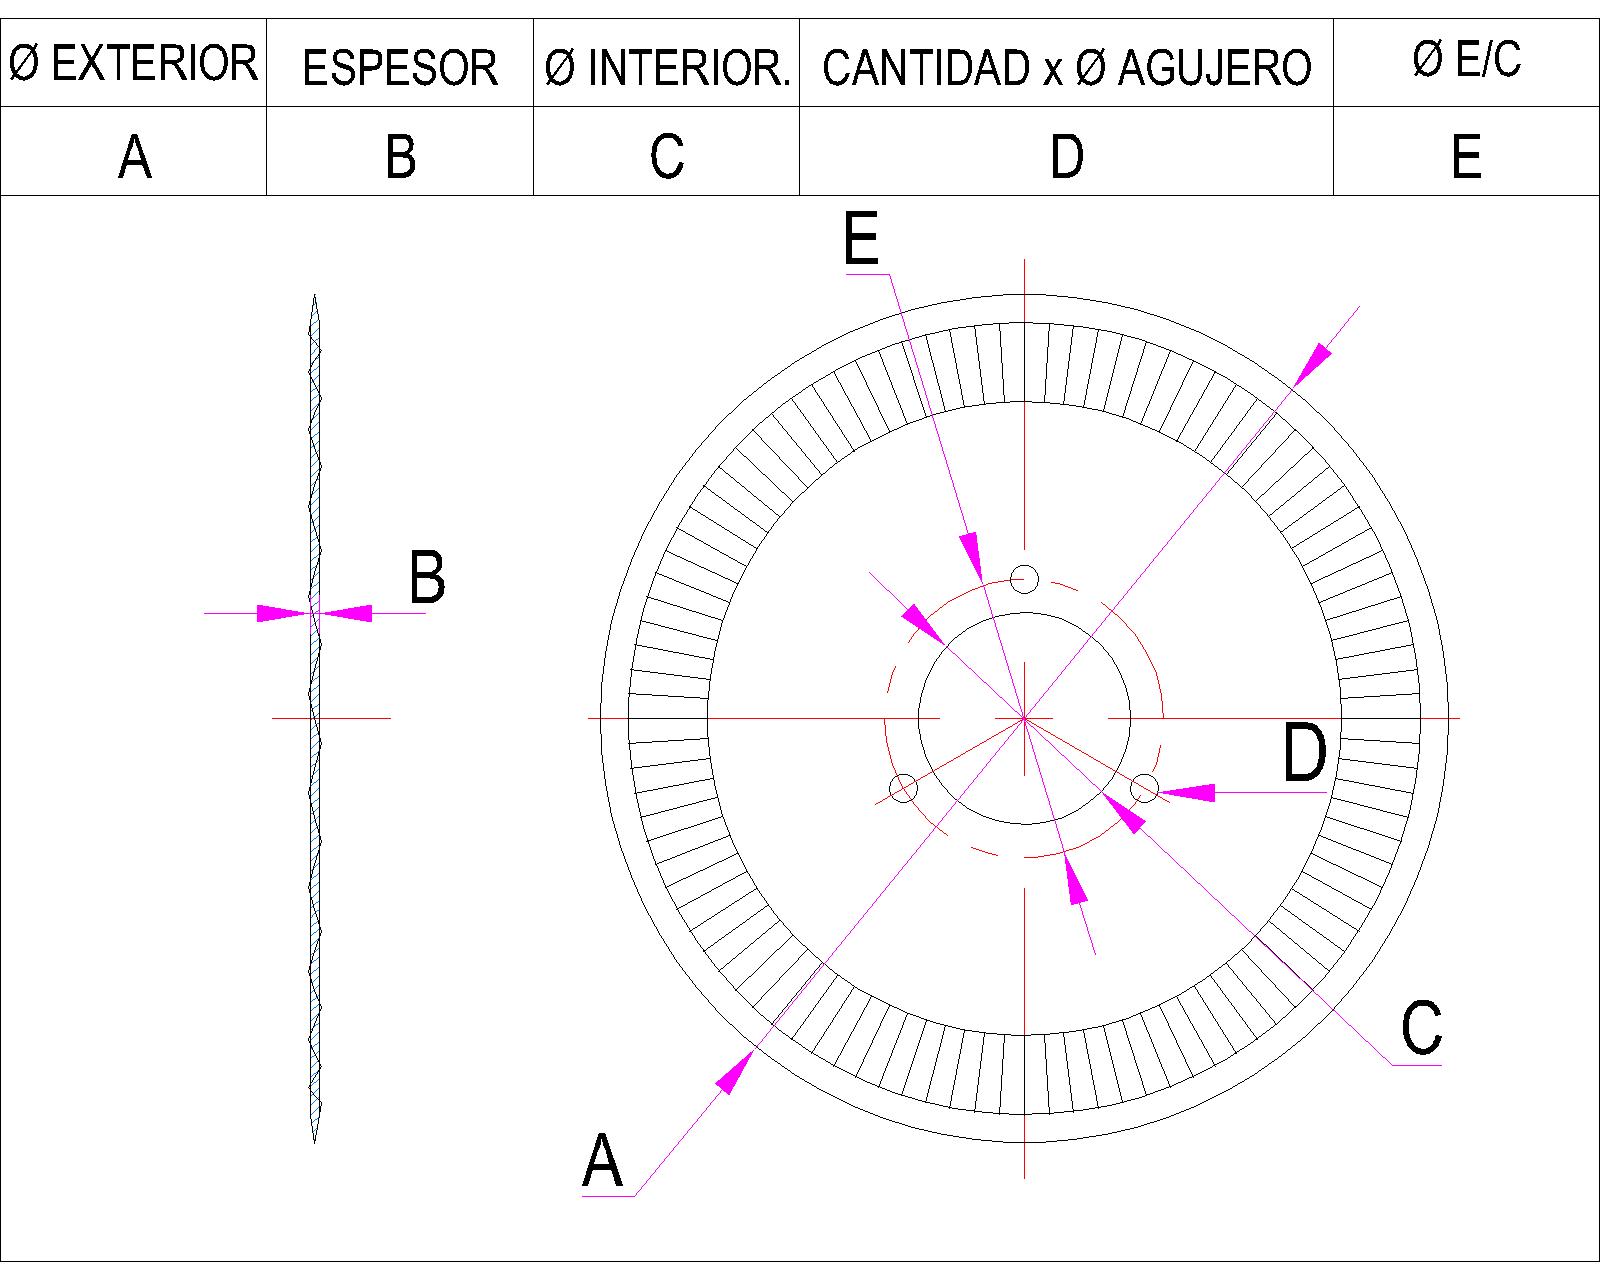 Ø EXTERIOR
ESPESOR
Ø INTERIOR.
CANTIDAD x Ø AGUJERO
Ø E/C
A
B
C
D
E
E
B
D
C
A